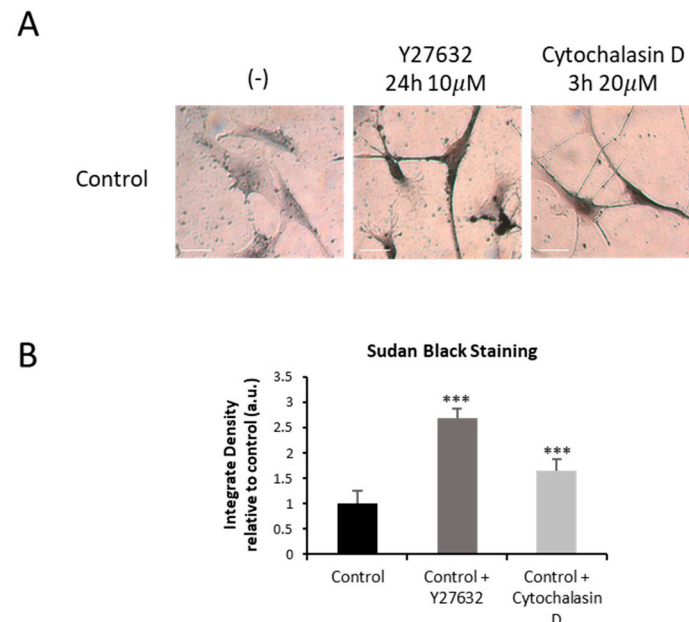 A
(-)
Y27632
24h 10μM
Cytochalasin D
3h 20μM
Control
B
Sudan Black Staining
Integrate Density
relative to control (a.u.)
3.5
3
2.5
2
1.5
1
0.5
0
***
***
Control
Control +
Y27632
Control +
Cytochalasin
D